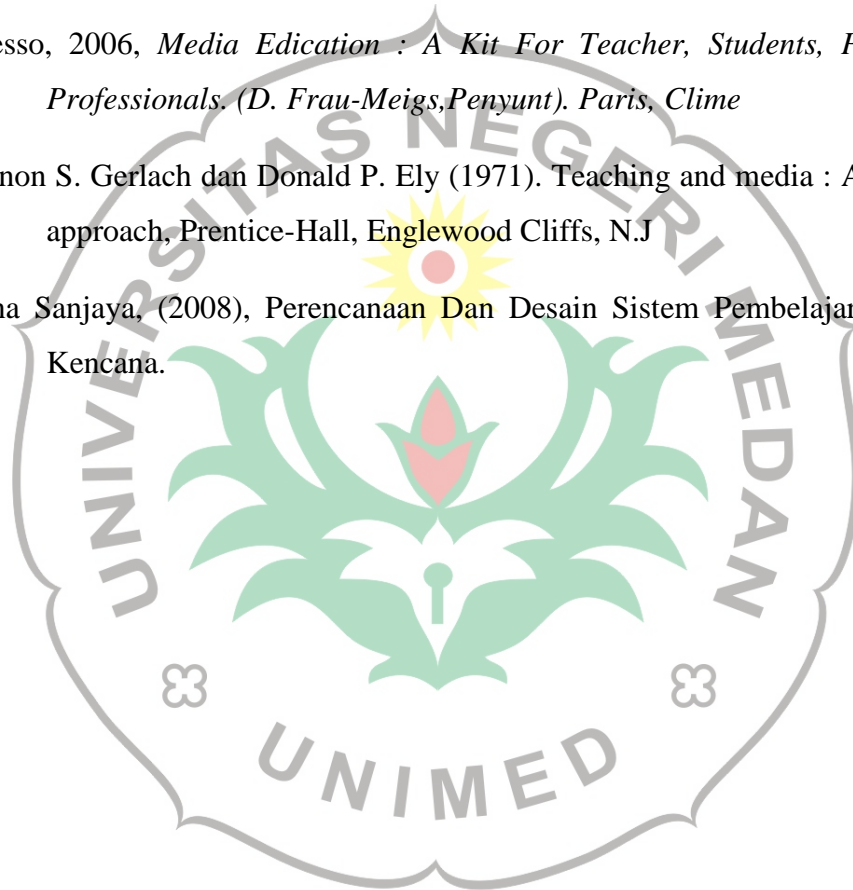 esso, 2006, Media Edication : A Kit For Teacher, Students,
Professionals. (D. Frau-Meigs,Penyunt). Paris, Clime
non S. Gerlach dan Donald P. Ely (1971). Teaching and media : A
approach, Prentice-Hall, Englewood Cliffs, N.J
na Sanjaya, (2008), Perencanaan Dan Desain Sistem Pembelajar
Kencana.
UNIVERSITAS NEGERI MEDAN
UNIMED